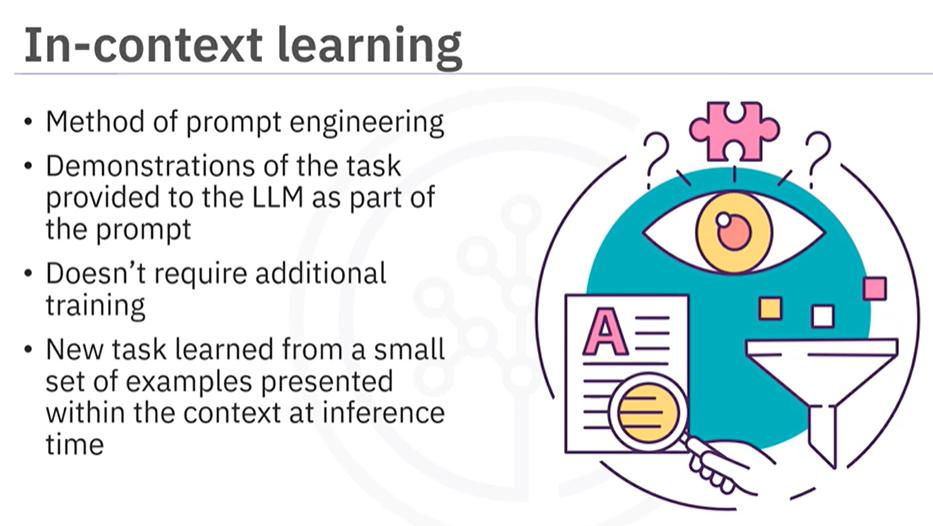 In-context learning
• Method of prompt engineering
• Demonstrations of the task
provided to the LLM as part of
the prompt
• Doesn’t require additional
training
• New task learned from a small
set of examples presented
within the context at inference
time
? ?
A